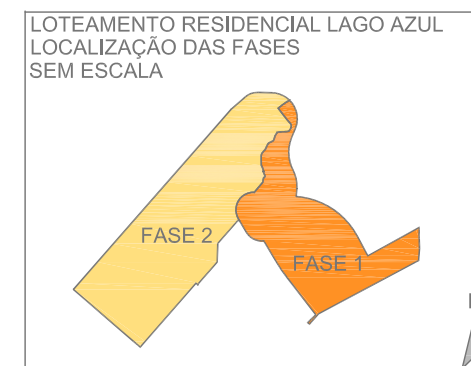 LOTEAMENTO RESIDENCIAL LAGO AZUL
LOCALIZAÇÃO DAS FASES
SEM ESCALA
FASE 2
FASE 1